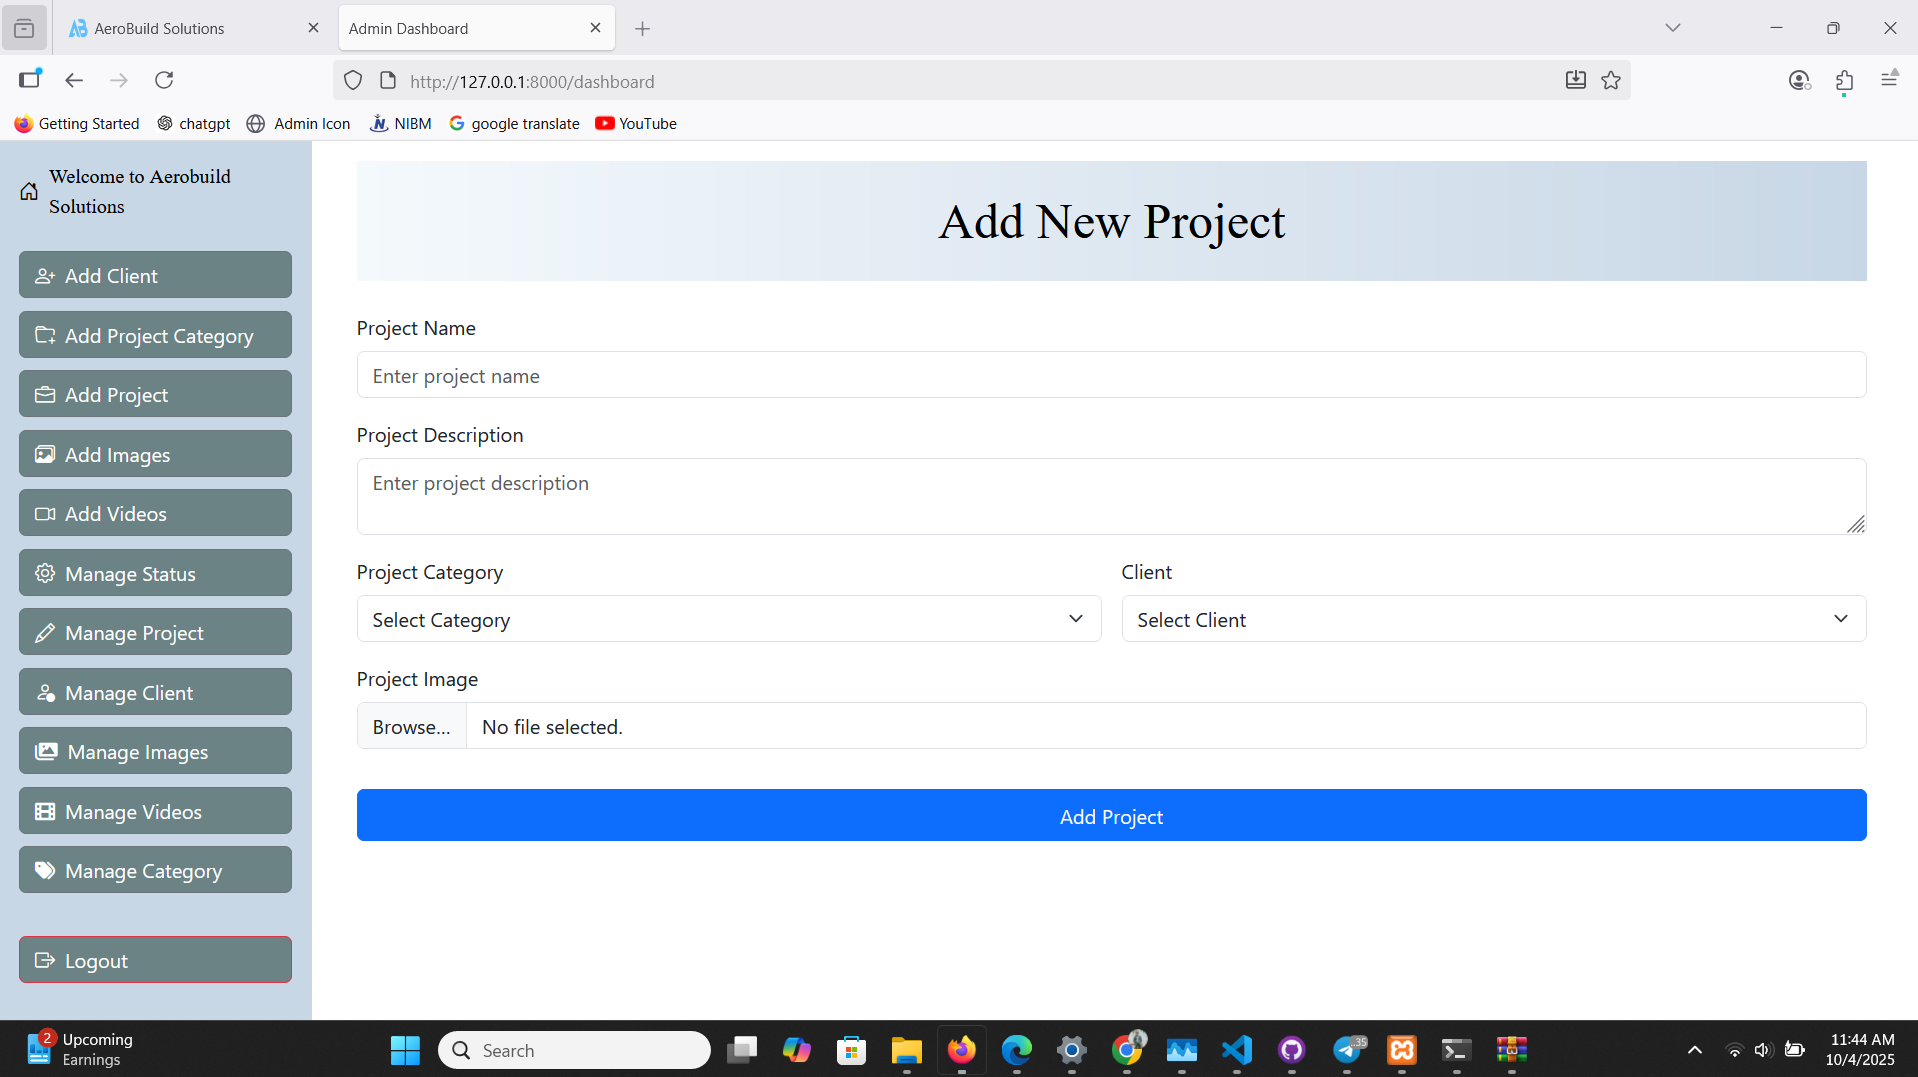 AeroBuild Solutions
Admin Dashboard
http://127.0.0.1:8000/dashboard
Getting Started
chatgpt
Admin Icon
NIBM
google translate
YouTube
Welcome to Aerobuild
Solutions
Add Client
Add Project Category
Add Project
Add Images
Add Videos
Manage Status
Manage Project
Manage Client
Manage Images
Manage Videos
Manage Category
Logout
Add New Project
Project Name
Enter project name
Project Description
Enter project description
Project Category
Client
Select Category
Select Client
Project Image
Browse...
No file selected.
Add Project
2
Upcoming
Earnings
Search
35
11:44 AM
10/4/2025